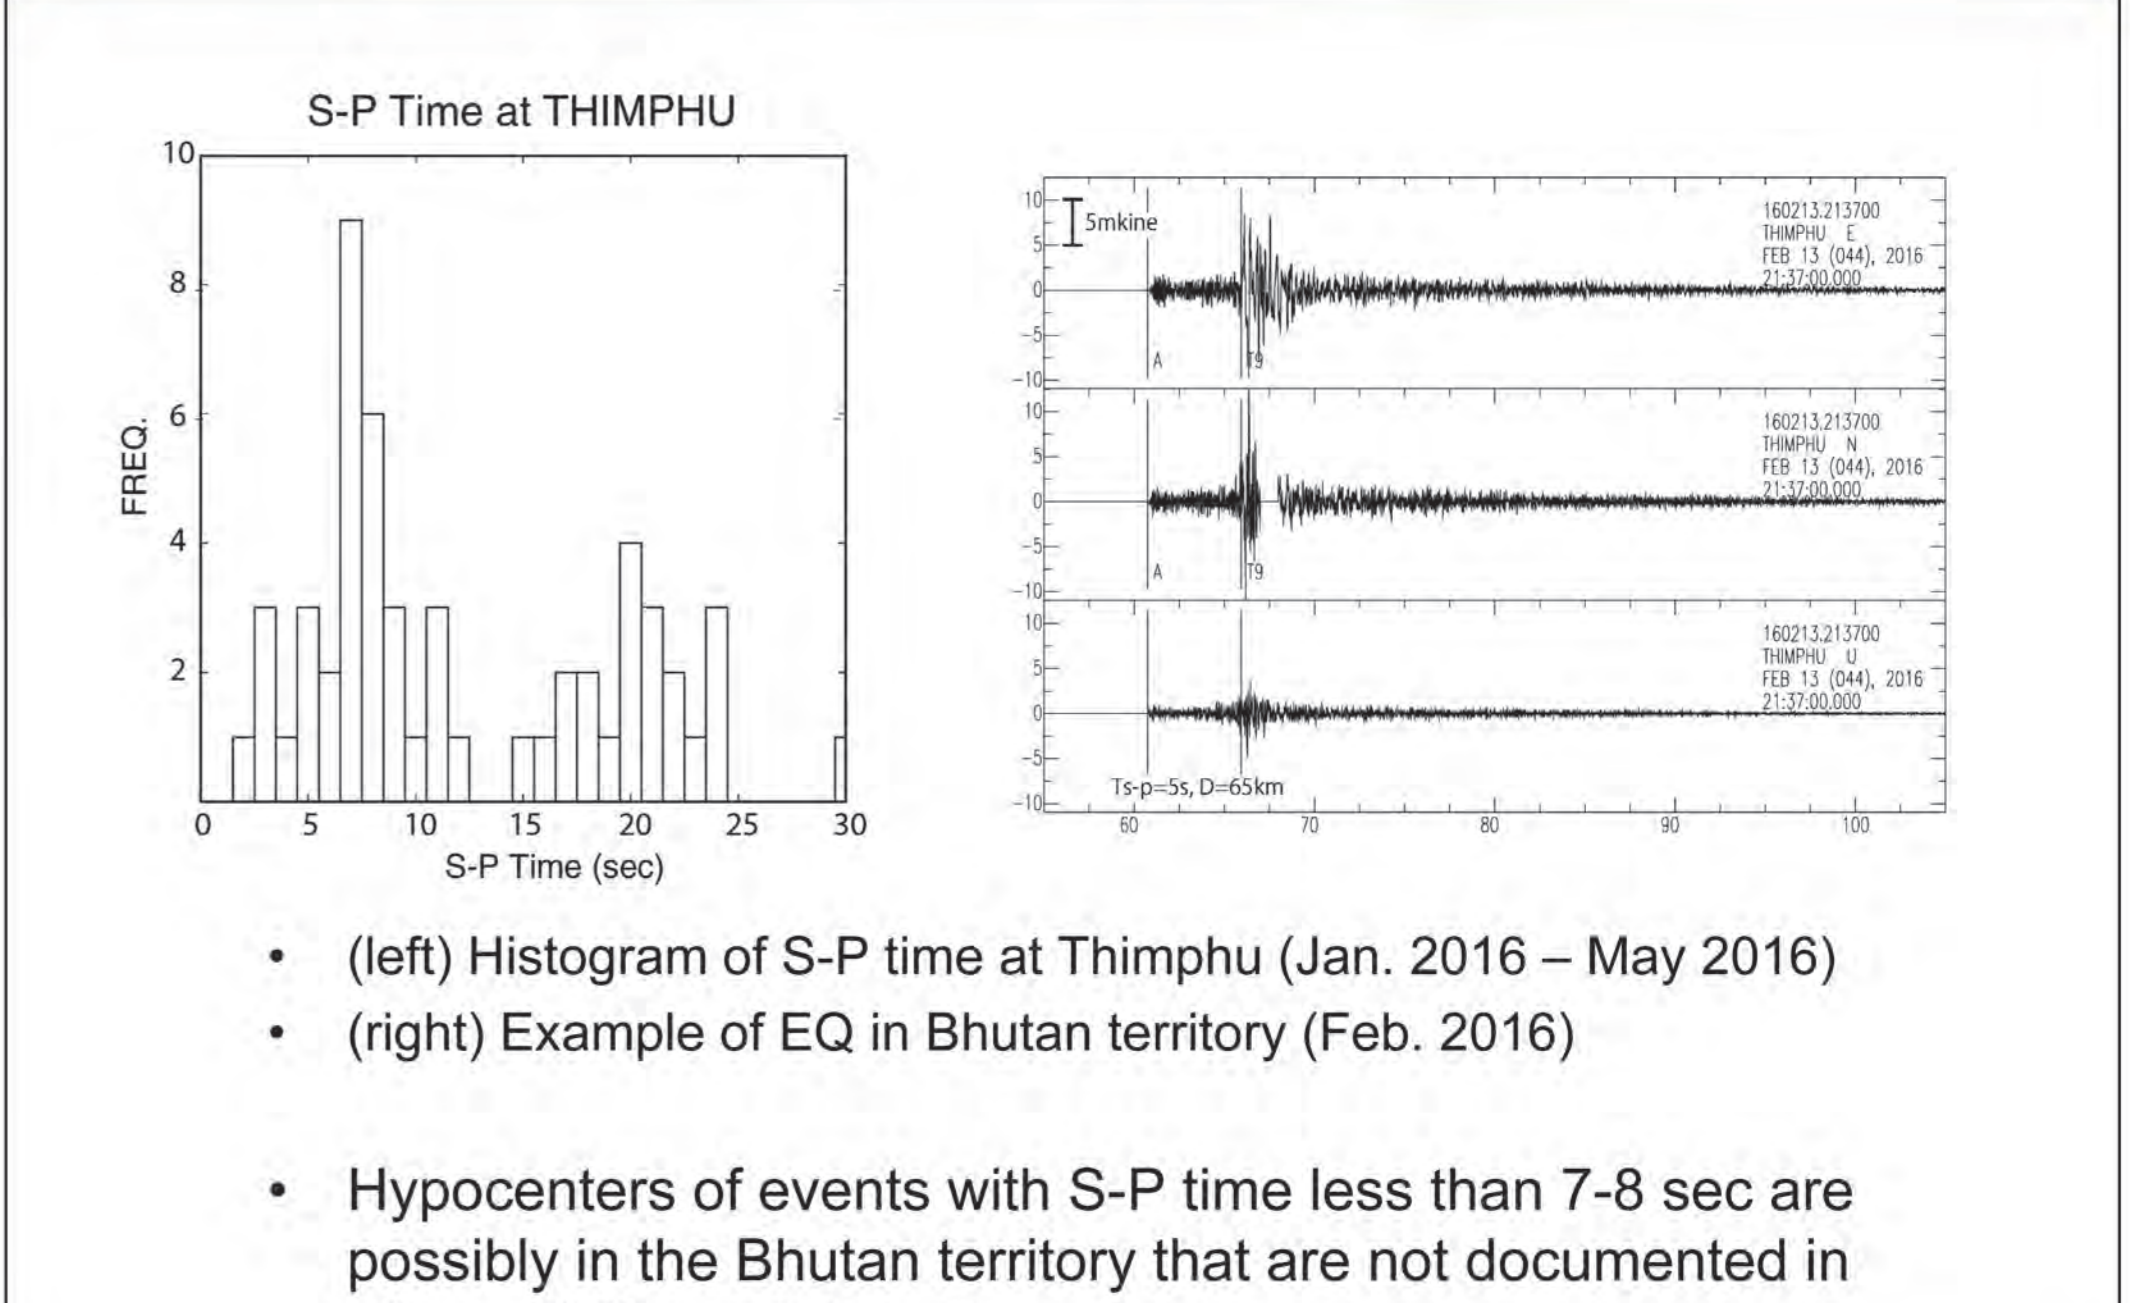 S-P Time at THIMPHU
10
8
6
4
2
FREQ.
0 5 10 15 20 25 30
S-P Time (sec)
10
5
0
-5
-10
5mkine
A
T9
160213.213700
THIMPHU E
FEB 13 (044), 2016
21:37:00.000
10
5
0
-5
-10
A
T9
160213.213700
THIMPHU N
FEB 13 (044), 2016
21:37:00.000
10
5
0
-5
-10
160213.213700
THIMPHU U
FEB 13 (044), 2016
21:37:00.000
Ts-p=5s, D=65km
60 70 80 90 100
• (left) Histogram of S-P time at Thimphu (Jan. 2016 – May 2016)
• (right) Example of EQ in Bhutan territory (Feb. 2016)
• Hypocenters of events with S-P time less than 7-8 sec are
possibly in the Bhutan territory that are not documented in